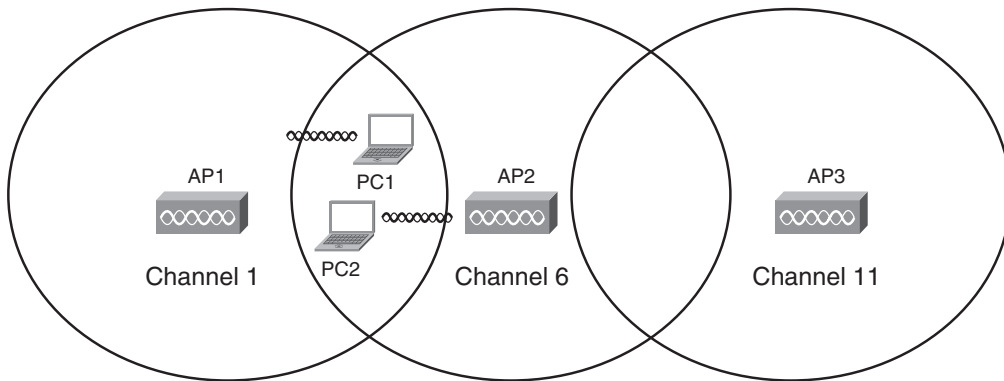 AP1
PC1
AP2
AP3
PC2
Channel 1
Channel 6
Channel 11